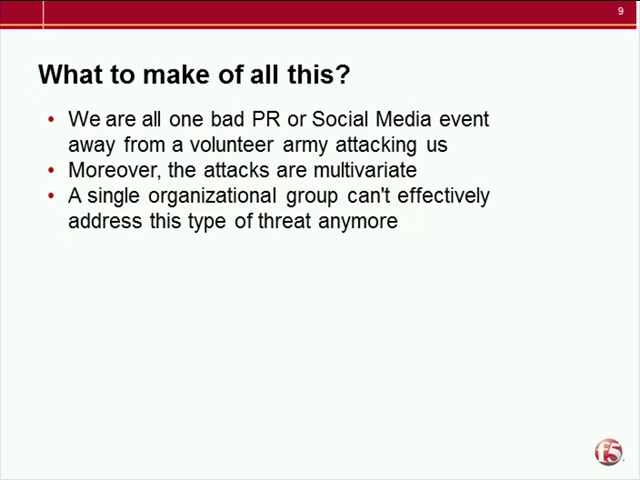 9
What to make of all this?
• We are all one bad PR or Social Media event
away from a volunteer army attacking us
• Moreover, the attacks are multivariate
• A single organizational group can't effectively
address this type of threat anymore
f5